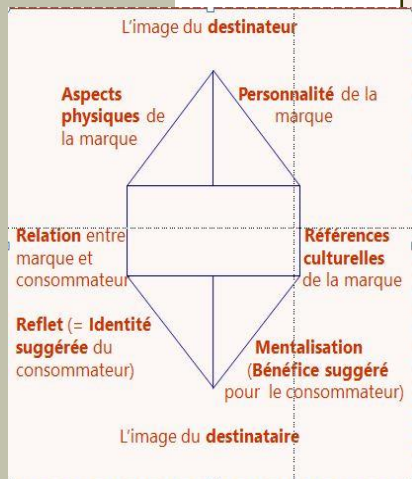 L'image du destinateur
Aspects
physiques de
la marque
Personnalité de la
marque
Relation entre
marque et
consommateur
Références
culturelles
de la marque
Reflet (= Identité
suggérée du
consommateur)
Mentalisation
(Bénéfice suggéré
pour le consommateur)
L'image du destinataire